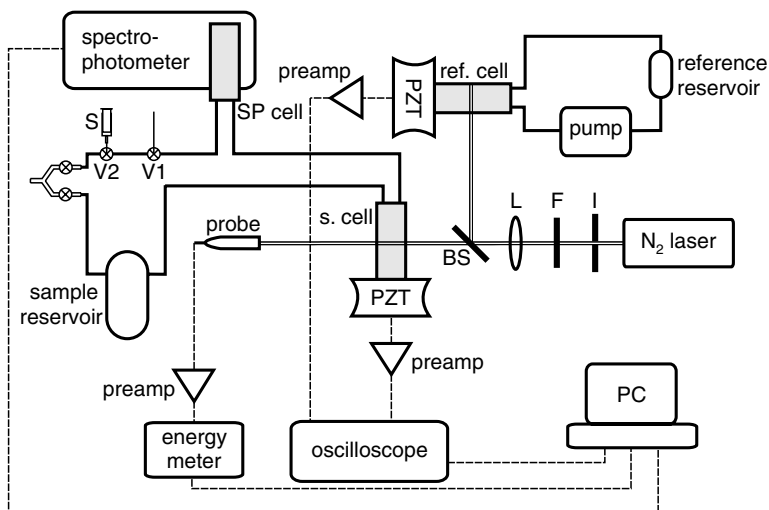 spectro-
photometer
SP cell
preamp
PZT
ref. cell
reference
reservoir
pump
S
V2
V1
s. cell
probe
L
F
I
N₂ laser
BS
sample
reservoir
PZT
preamp
preamp
PC
energy
meter
oscilloscope